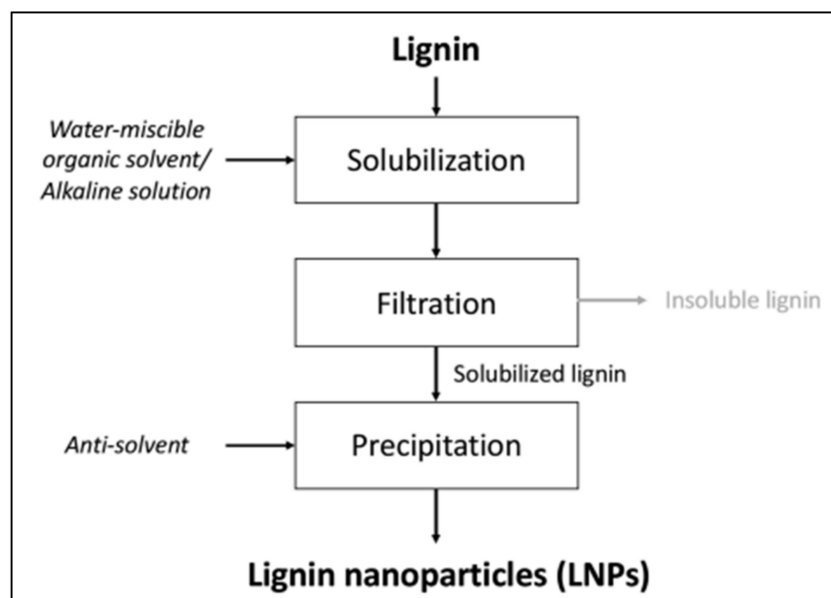 Lignin
Water-miscible
organic solvent/
Alkaline solution
Solubilization
Filtration
Insoluble lignin
Solubilized lignin
Anti-solvent
Precipitation
Lignin nanoparticles (LNPs)